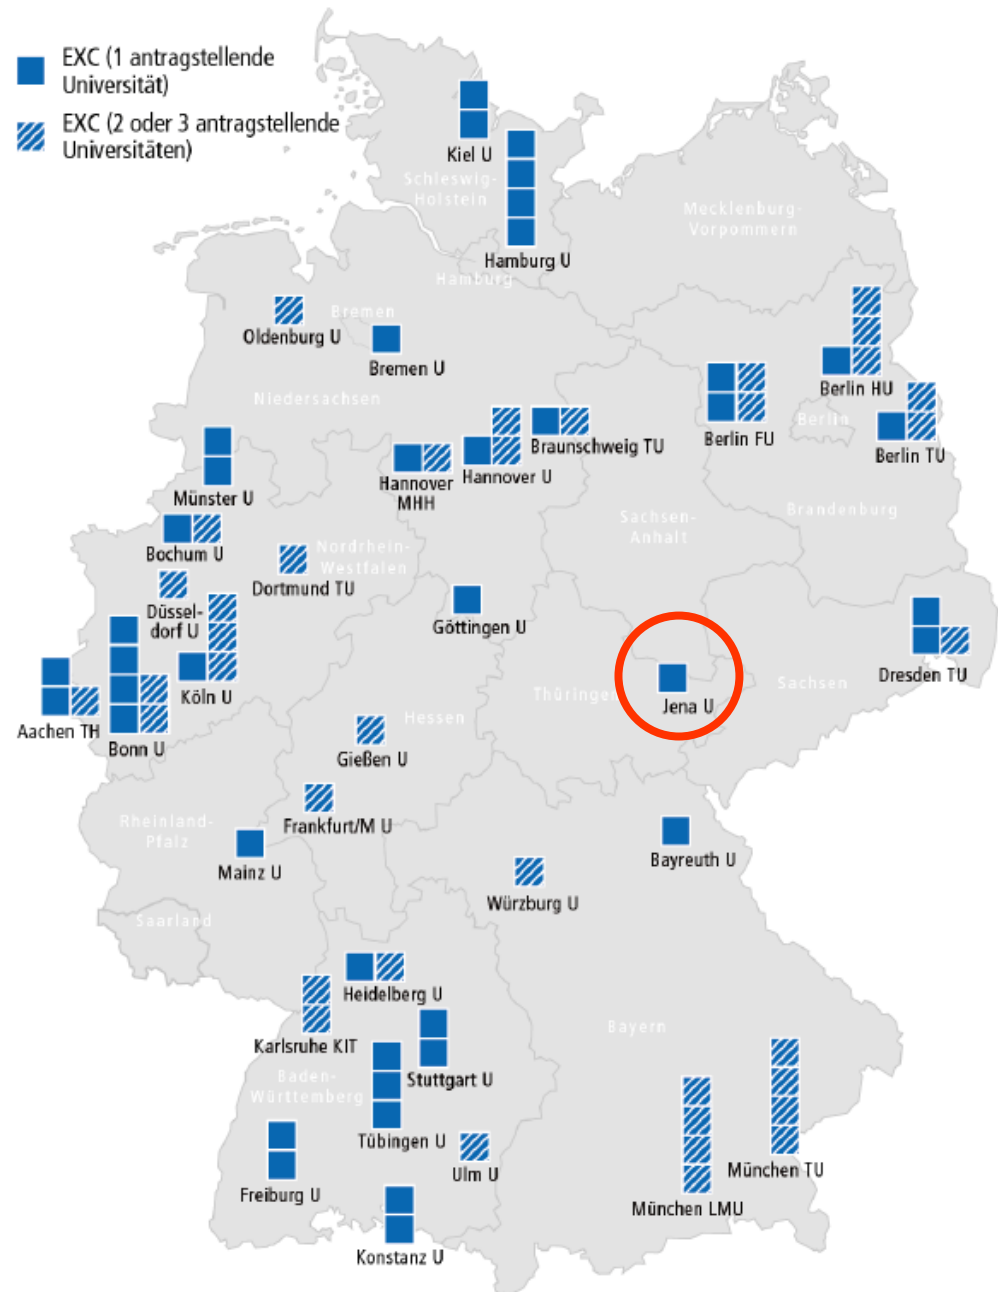 EXC (1 antragstellende
Universität)
EXC (2 oder 3 antragstellende
Universitäten)
Kiel U
Schleswig-
Holstein
Mecklenburg-
Vorpommern
Hamburg U
Hamburg
Bremen
Oldenburg U
Bremen U
Niedersachsen
Berlin HU
Berlin
Berlin FU
Berlin TU
Braunschweig TU
Hannover U
Hannover
MHH
Münster U
Brandenburg
Sachsen-
Anhalt
Bochum U
Nordrhein-
Westfalen
Dortmund TU
Düssel-
dorf U
Göttingen U
Köln U
Aachen TH
Bonn U
Dresden TU
Sachsen
Thüringen
Jena U
Hessen
Gießen U
Frankfurt/M U
Rheinland-
Pfalz
Mainz U
Bayreuth U
Würzburg U
Saarland
Heidelberg U
Karlsruhe KIT
Bayern
Stuttgart U
Baden-
Württemberg
Tübingen U
Ulm U
München TU
Freiburg U
München LMU
Konstanz U